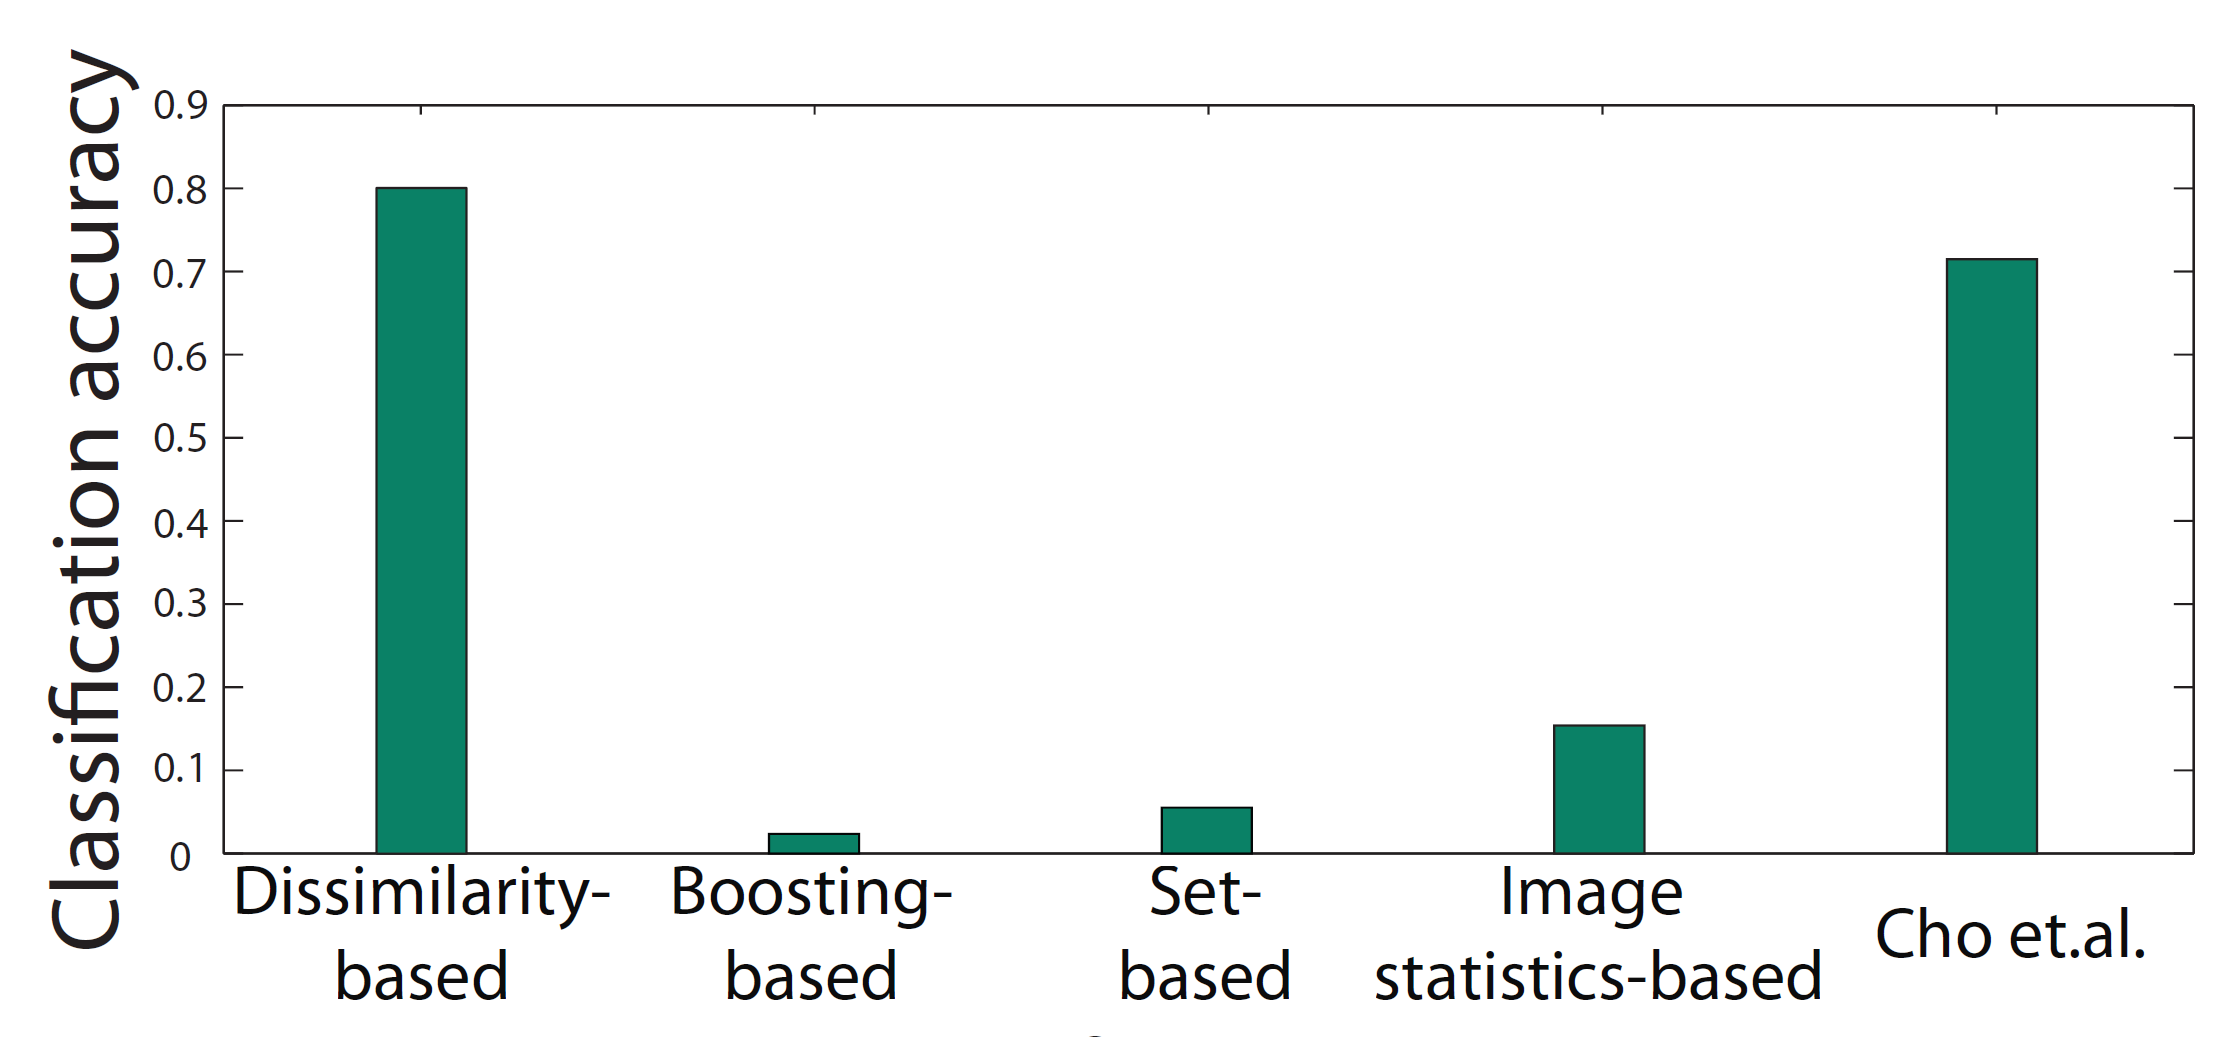 Classification accuracy
0.9
0.8
0.7
0.6
0.5
0.4
0.3
0.2
0.1
0
Dissimilarity-
based
Boosting-
based
Set-
based
Image
statistics-based
Cho et.al.